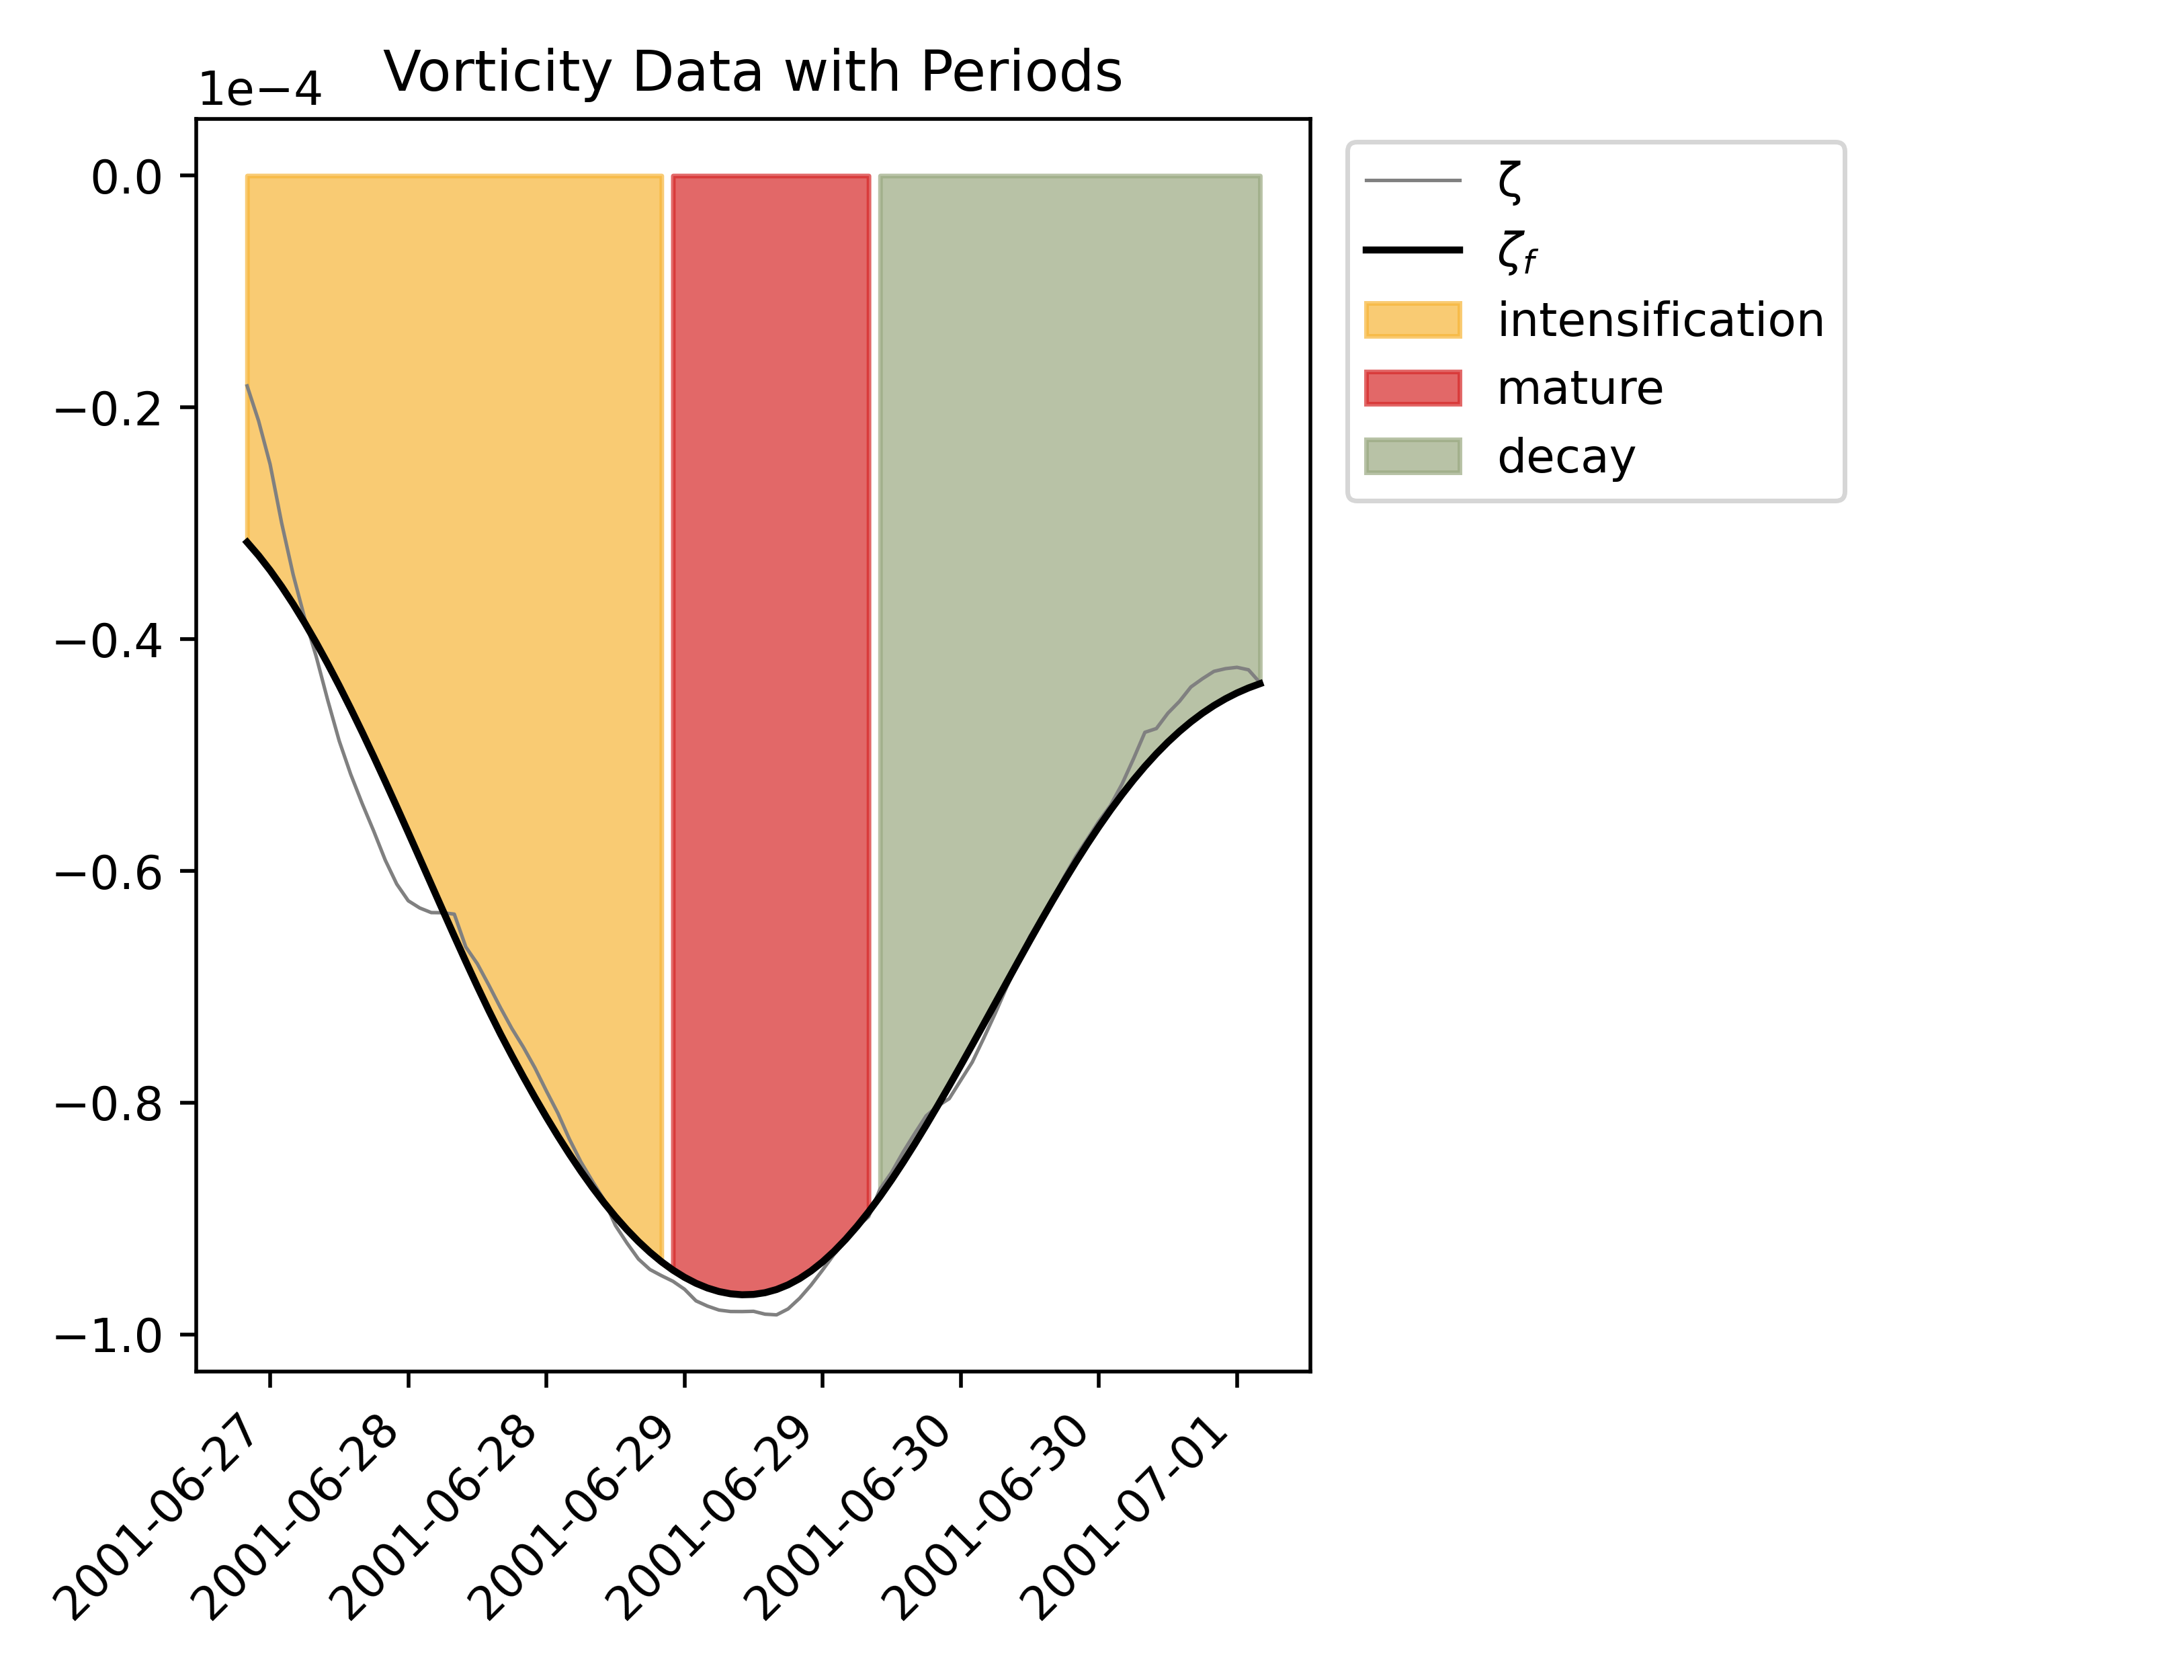 Vorticity Data with Periods
1e−4
0.0
−0.2
−0.4
−0.6
−0.8
−1.0
2001-06-27
2001-06-28
2001-06-28
2001-06-29
2001-06-29
2001-06-30
2001-06-30
2001-07-01
ζ
ζf
intensification
mature
decay